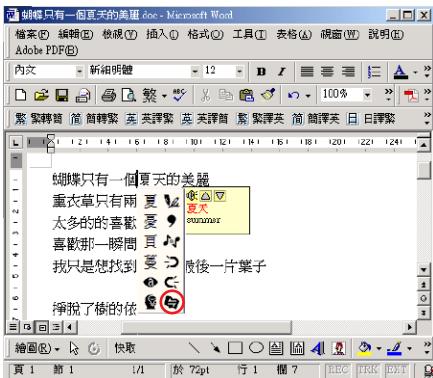 蝴蝶只有一個夏天的美麗.doc - Microsoft Word
檔案(F) 編輯(E) 檢視(V) 插入(I) 格式(O) 工具(T) 表格(A) 視窗(W) 說明(H)
Adobe PDF(B)
內文 新細明體 12 B I A
繁 100%
繁 繁轉簡 简 簡轉繁 英 英譯繁 英 英譯簡 繁 繁譯英 简 簡譯英 日 日譯繁
蝴蝶只有一個夏天的美麗
重衣草只有兩 夏
夏天
太多的的喜歡 憂
summer
喜歡那一瞬間 頁
我只是想找到 最後一片葉子
掙脫了樹的依
繪圖(R) 快取
頁 1 節 1 1/1 於 72pt 行 1 欄 7 REC TRK EXT